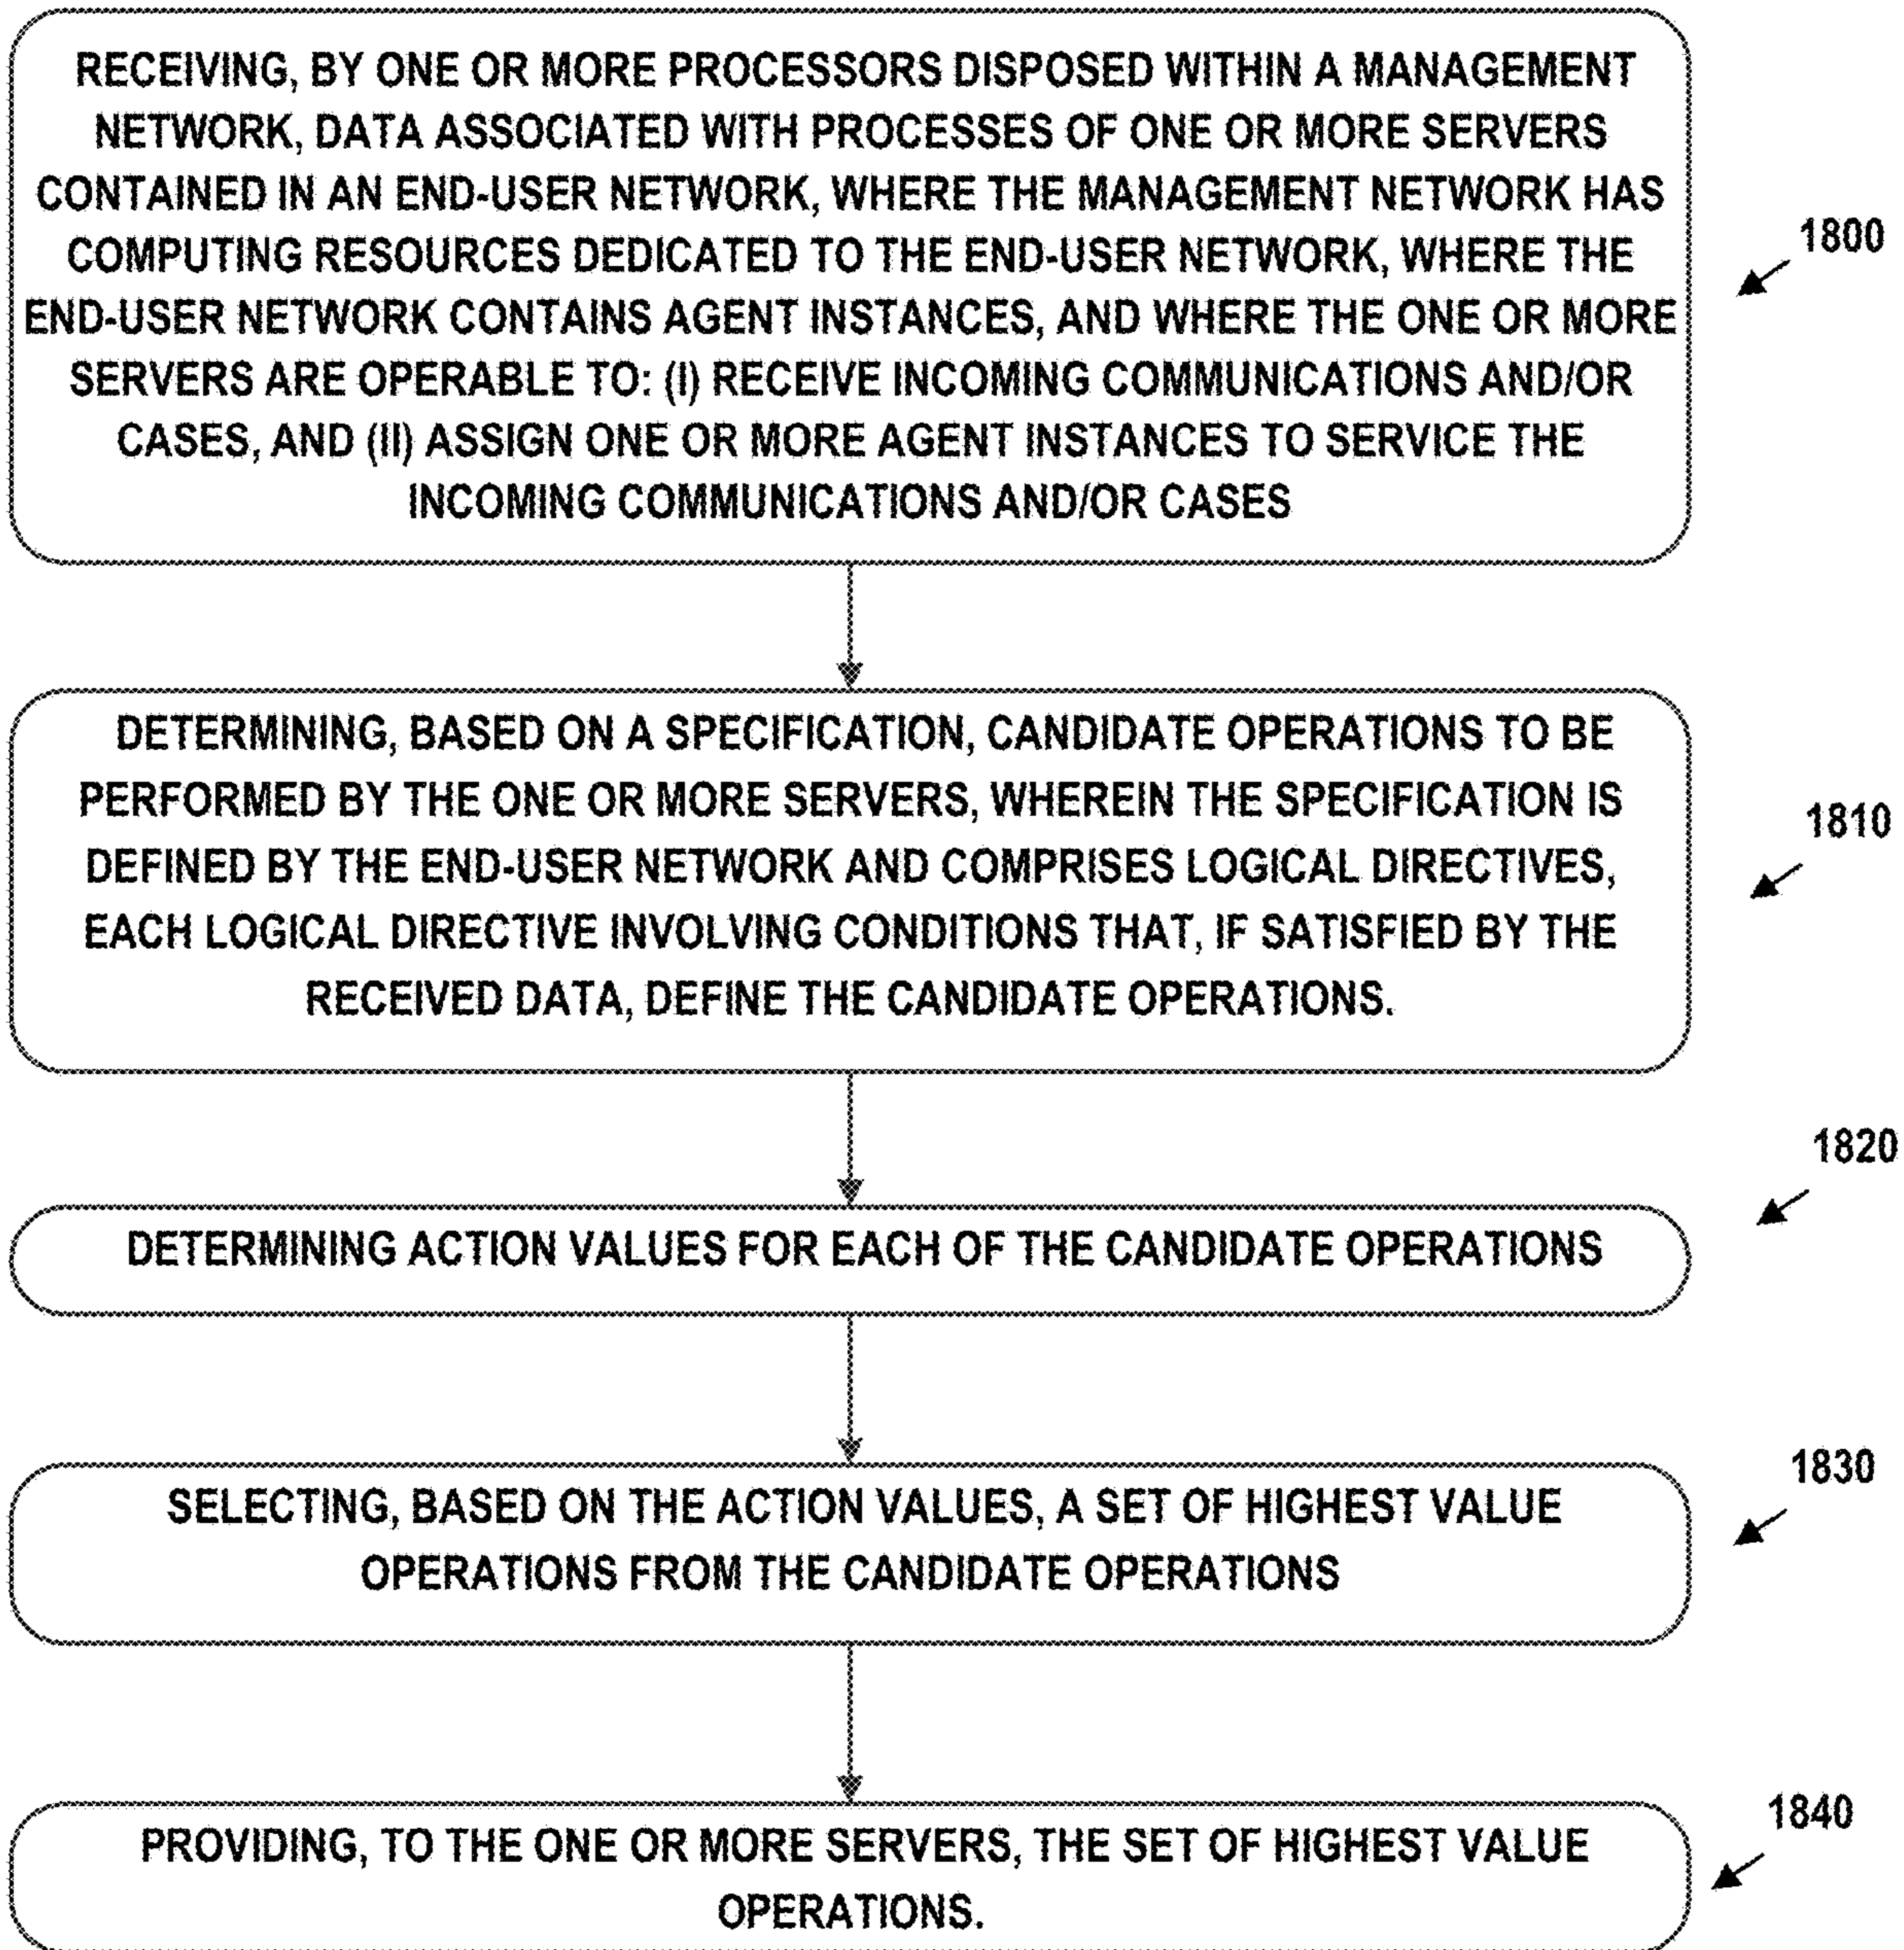 RECEIVING, BY ONE OR MORE PROCESSORS DISPOSED WITHIN A MANAGEMENT
NETWORK, DATA ASSOCIATED WITH PROCESSES OF ONE OR MORE SERVERS
CONTAINED IN AN END-USER NETWORK, WHERE THE MANAGEMENT NETWORK HAS
COMPUTING RESOURCES DEDICATED TO THE END-USER NETWORK, WHERE THE
END-USER NETWORK CONTAINS AGENT INSTANCES, AND WHERE THE ONE OR MORE
SERVERS ARE OPERABLE TO: (I) RECEIVE INCOMING COMMUNICATIONS AND/OR
CASES, AND (II) ASSIGN ONE OR MORE AGENT INSTANCES TO SERVICE THE
INCOMING COMMUNICATIONS AND/OR CASES
1800
DETERMINING, BASED ON A SPECIFICATION, CANDIDATE OPERATIONS TO BE
PERFORMED BY THE ONE OR MORE SERVERS, WHEREIN THE SPECIFICATION IS
DEFINED BY THE END-USER NETWORK AND COMPRISES LOGICAL DIRECTIVES,
EACH LOGICAL DIRECTIVE INVOLVING CONDITIONS THAT, IF SATISFIED BY THE
RECEIVED DATA, DEFINE THE CANDIDATE OPERATIONS.
1810
DETERMINING ACTION VALUES FOR EACH OF THE CANDIDATE OPERATIONS
1820
SELECTING, BASED ON THE ACTION VALUES, A SET OF HIGHEST VALUE
OPERATIONS FROM THE CANDIDATE OPERATIONS
1830
PROVIDING, TO THE ONE OR MORE SERVERS, THE SET OF HIGHEST VALUE
OPERATIONS.
1840